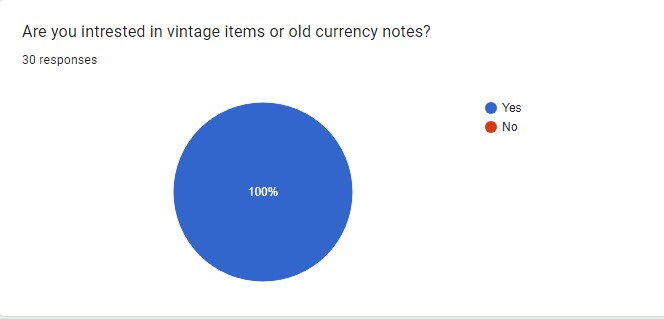 Are you intrested in vintage items or old currency notes?
30 responses
Yes
No
100%